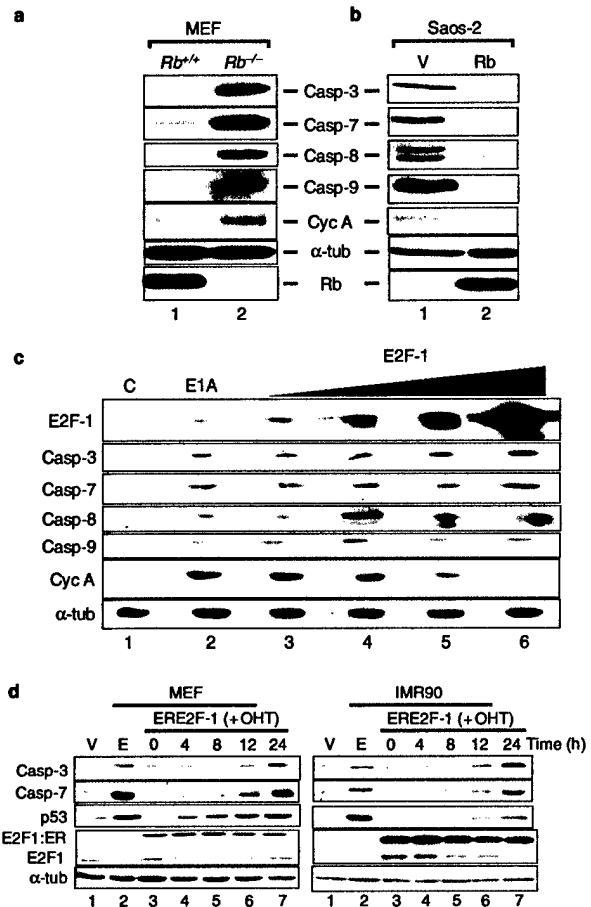 a
b
MEF
Saos-2
Rb+/+ Rb–/–
V Rb
Casp-3
Casp-7
Casp-8
Casp-9
Cyc A
α-tub
Rb
1 2
1 2
c
E2F-1
C E1A
E2F-1
Casp-3
Casp-7
Casp-8
Casp-9
Cyc A
α-tub
1 2 3 4 5 6
d
MEF
IMR90
ERE2F-1 (+OHT)
ERE2F-1 (+OHT)
V E 0 4 8 12 24
V E 0 4 8 12 24 Time (h)
Casp-3
Casp-7
p53
E2F1:ER
E2F1
α-tub
1 2 3 4 5 6 7
1 2 3 4 5 6 7